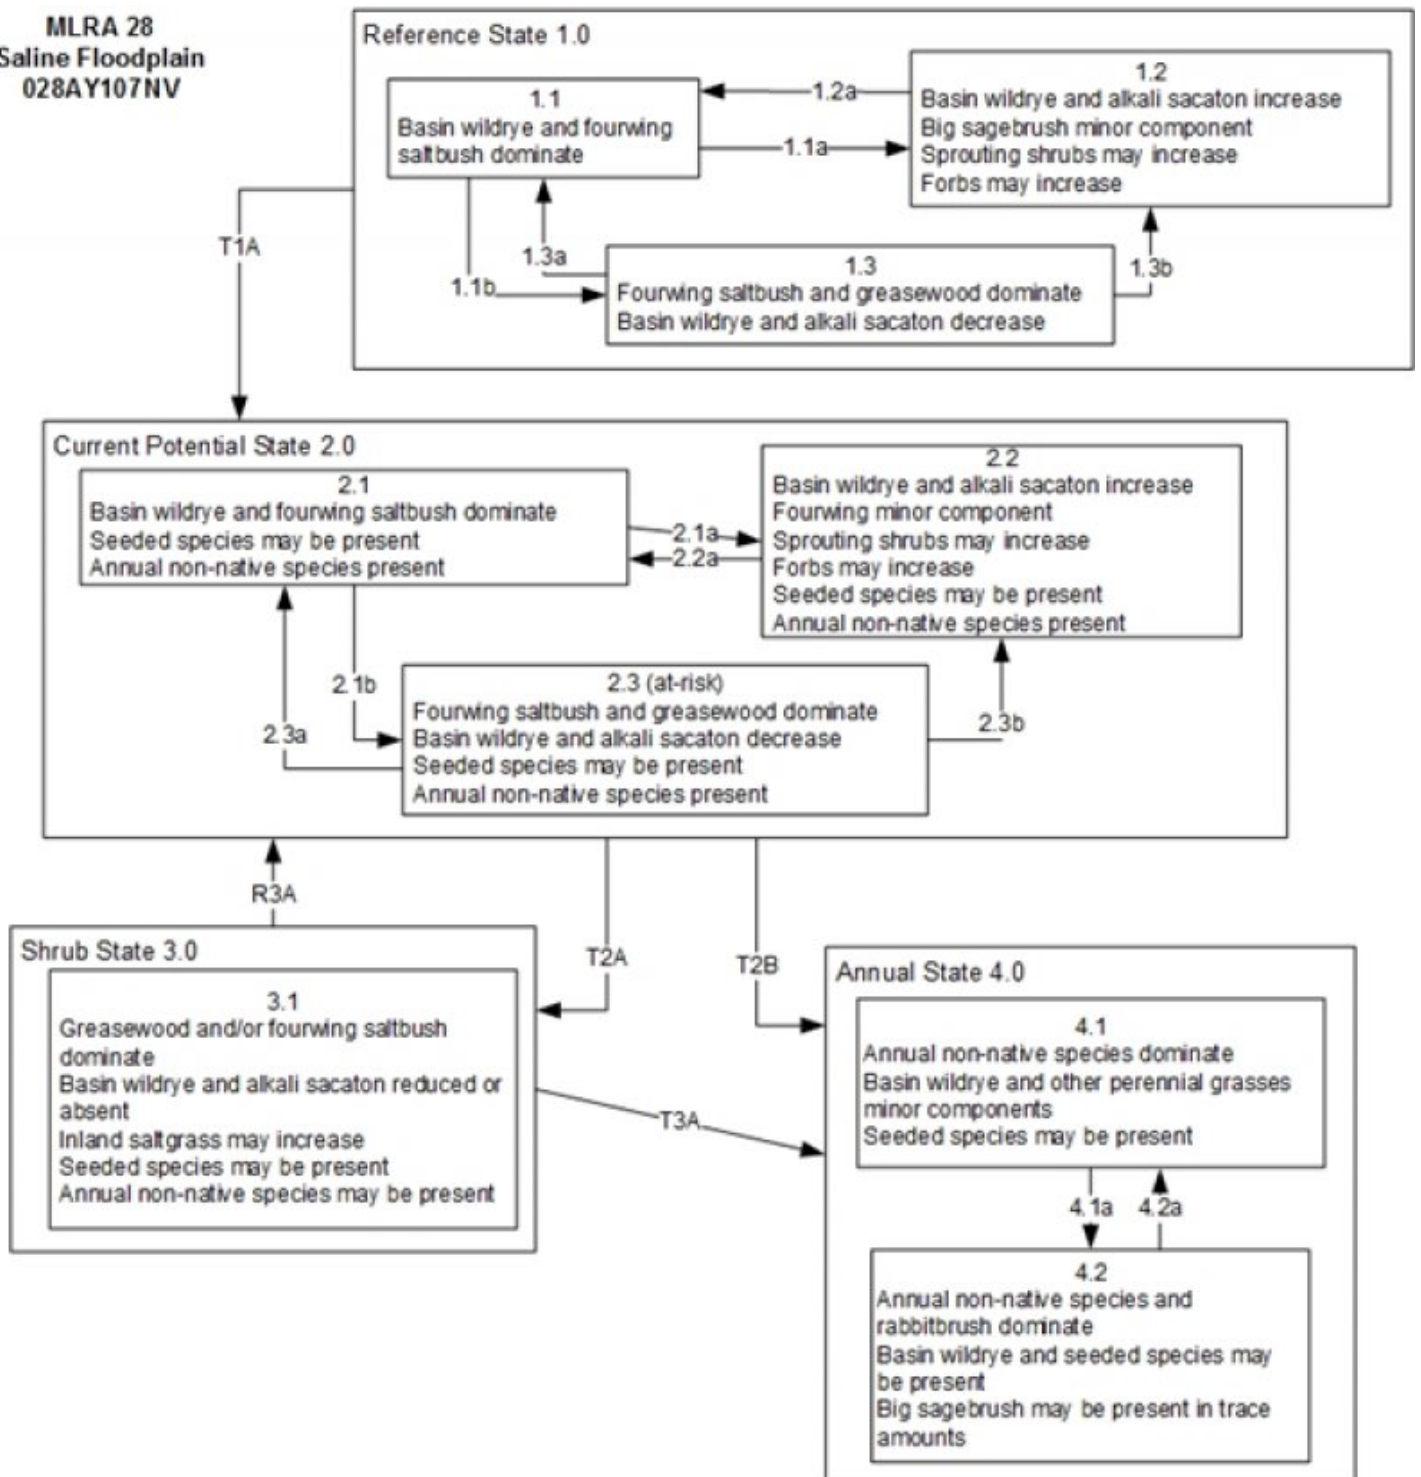 MLRA 28
Saline Floodplain
028AY107NV
Reference State 1.0
1.1
Basin wildrye and fourwing
saltbush dominate
1.2a
1.1a
1.2
Basin wildrye and alkali sacaton increase
Big sagebrush minor component
Sprouting shrubs may increase
Forbs may increase
1.3a
1.1b
1.3
Fourwing saltbush and greasewood dominate
Basin wildrye and alkali sacaton decrease
1.3b
T1A
Current Potential State 2.0
2.1
Basin wildrye and fourwing saltbush dominate
Seeded species may be present
Annual non-native species present
2.1a
2.2a
2.2
Basin wildrye and alkali sacaton increase
Fourwing minor component
Sprouting shrubs may increase
Forbs may increase
Seeded species may be present
Annual non-native species present
2.1b
2.3a
2.3 (at-risk)
Fourwing saltbush and greasewood dominate
Basin wildrye and alkali sacaton decrease
Seeded species may be present
Annual non-native species present
2.3b
R3A
T2A
T2B
Shrub State 3.0
3.1
Greasewood and/or fourwing saltbush
dominate
Basin wildrye and alkali sacaton reduced or
absent
Inland saltgrass may increase
Seeded species may be present
Annual non-native species may be present
T3A
Annual State 4.0
4.1
Annual non-native species dominate
Basin wildrye and other perennial grasses
minor components
Seeded species may be present
4.1a
4.2a
4.2
Annual non-native species and
rabbitbrush dominate
Basin wildrye and seeded species may
be present
Big sagebrush may be present in trace
amounts